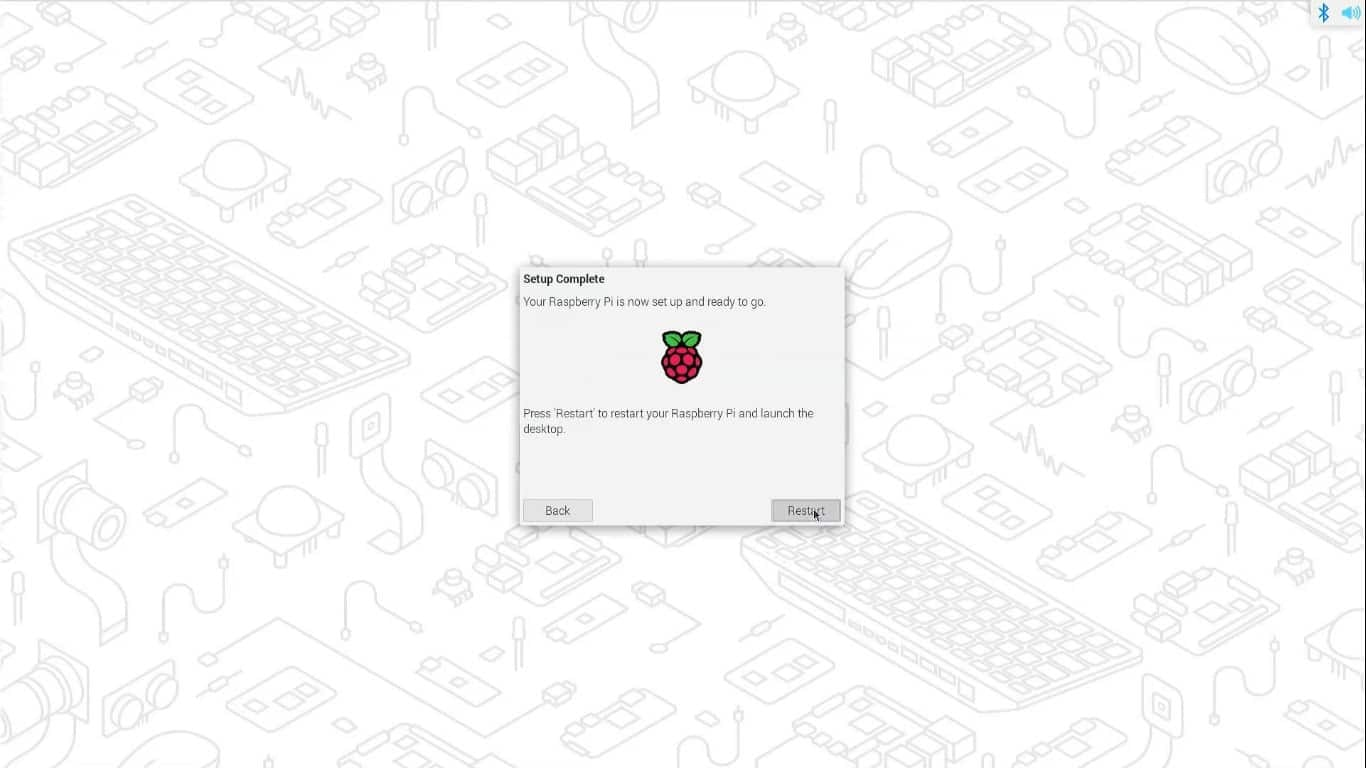 Setup Complete
Your Raspberry Pi is now set up and ready to go.
Press 'Restart' to restart your Raspberry Pi and launch the
desktop.
Back
Restart